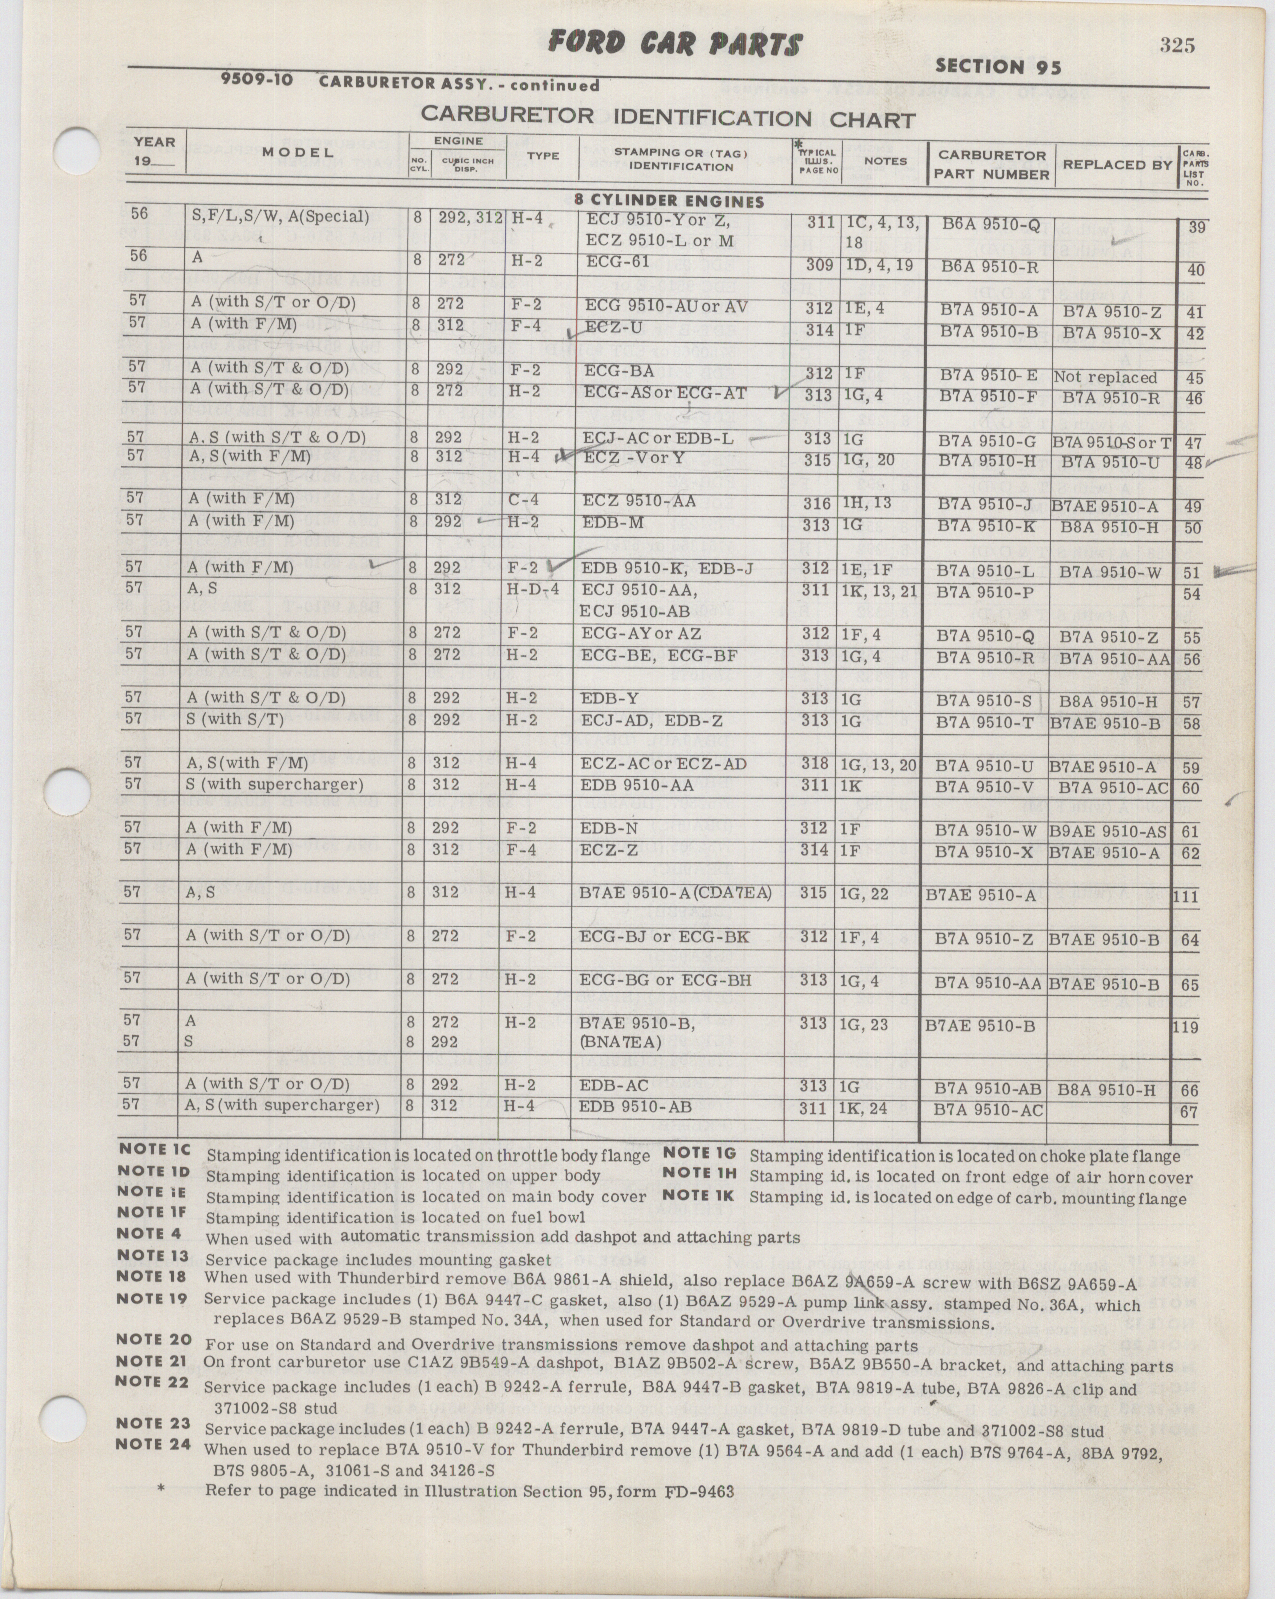 FORD CAR PARTS 325
SECTION 95
9509-10 CARBURETOR ASSY. - continued
CARBURETOR IDENTIFICATION CHART
YEAR 19__ MODEL ENGINE NO. CYL. CUBIC INCH DISP. TYPE STAMPING OR (TAG) IDENTIFICATION * TYPICAL ILLUS. PAGE NO NOTES CARBURETOR PART NUMBER REPLACED BY CARB. PARTS LIST NO.
8 CYLINDER ENGINES
56 S,F/L,S/W, A(Special) 8 292, 312 H-4 ECJ 9510-Y or Z, 311 1C, 4, 13, B6A 9510-Q 39
ECZ 9510-L or M 18
56 A 8 272 H-2 ECG-61 309 1D, 4, 19 B6A 9510-R 40
57 A (with S/T or O/D) 8 272 F-2 ECG 9510-AU or AV 312 1E, 4 B7A 9510-A B7A 9510-Z 41
57 A (with F/M) 8 312 F-4 ECZ-U 314 1F B7A 9510-B B7A 9510-X 42
57 A (with S/T & O/D) 8 292 F-2 ECG-BA 312 1F B7A 9510-E Not replaced 45
57 A (with S/T & O/D) 8 272 H-2 ECG-AS or ECG-AT 313 1G, 4 B7A 9510-F B7A 9510-R 46
57 A, S (with S/T & O/D) 8 292 H-2 ECJ-AC or EDB-L 313 1G B7A 9510-G B7A 9510-S or T 47
57 A, S (with F/M) 8 312 H-4 ECZ -V or Y 315 1G, 20 B7A 9510-H B7A 9510-U 48
57 A (with F/M) 8 312 C-4 ECZ 9510-AA 316 1H, 13 B7A 9510-J B7AE 9510-A 49
57 A (with F/M) 8 292 H-2 EDB-M 313 1G B7A 9510-K B8A 9510-H 50
57 A (with F/M) 8 292 F-2 EDB 9510-K, EDB-J 312 1E, 1F B7A 9510-L B7A 9510-W 51
57 A, S 8 312 H-D-4 ECJ 9510-AA, 311 1K, 13, 21 B7A 9510-P 54
ECJ 9510-AB
57 A (with S/T & O/D) 8 272 F-2 ECG-AY or AZ 312 1F, 4 B7A 9510-Q B7A 9510-Z 55
57 A (with S/T & O/D) 8 272 H-2 ECG-BE, ECG-BF 313 1G, 4 B7A 9510-R B7A 9510-AA 56
57 A (with S/T & O/D) 8 292 H-2 EDB-Y 313 1G B7A 9510-S B8A 9510-H 57
57 S (with S/T) 8 292 H-2 ECJ-AD, EDB-Z 313 1G B7A 9510-T B7AE 9510-B 58
57 A, S (with F/M) 8 312 H-4 ECZ-AC or ECZ-AD 318 1G, 13, 20 B7A 9510-U B7AE 9510-A 59
57 S (with supercharger) 8 312 H-4 EDB 9510-AA 311 1K B7A 9510-V B7A 9510-AC 60
57 A (with F/M) 8 292 F-2 EDB-N 312 1F B7A 9510-W B9AE 9510-AS 61
57 A (with F/M) 8 312 F-4 ECZ-Z 314 1F B7A 9510-X B7AE 9510-A 62
57 A, S 8 312 H-4 B7AE 9510-A (CDA7EA) 315 1G, 22 B7AE 9510-A 111
57 A (with S/T or O/D) 8 272 F-2 ECG-BJ or ECG-BK 312 1F, 4 B7A 9510-Z B7AE 9510-B 64
57 A (with S/T or O/D) 8 272 H-2 ECG-BG or ECG-BH 313 1G, 4 B7A 9510-AA B7AE 9510-B 65
57 A 8 272 H-2 B7AE 9510-B, 313 1G, 23 B7AE 9510-B 119
57 S 8 292 (BNA7EA)
57 A (with S/T or O/D) 8 292 H-2 EDB-AC 313 1G B7A 9510-AB B8A 9510-H 66
57 A, S (with supercharger) 8 312 H-4 EDB 9510-AB 311 1K, 24 B7A 9510-AC 67
NOTE 1C Stamping identification is located on throttle body flange NOTE 1G Stamping identification is located on choke plate flange
NOTE 1D Stamping identification is located on upper body NOTE 1H Stamping id. is located on front edge of air horn cover
NOTE 1E Stamping identification is located on main body cover NOTE 1K Stamping id. is located on edge of carb. mounting flange
NOTE 1F Stamping identification is located on fuel bowl
NOTE 4 When used with automatic transmission add dashpot and attaching parts
NOTE 13 Service package includes mounting gasket
NOTE 18 When used with Thunderbird remove B6A 9861-A shield, also replace B6AZ 9A659-A screw with B6SZ 9A659-A
NOTE 19 Service package includes (1) B6A 9447-C gasket, also (1) B6AZ 9529-A pump link assy. stamped No. 36A, which
replaces B6AZ 9529-B stamped No. 34A, when used for Standard or Overdrive transmissions.
NOTE 20 For use on Standard and Overdrive transmissions remove dashpot and attaching parts
NOTE 21 On front carburetor use C1AZ 9B549-A dashpot, B1AZ 9B502-A screw, B5AZ 9B550-A bracket, and attaching parts
NOTE 22 Service package includes (1 each) B 9242-A ferrule, B8A 9447-B gasket, B7A 9819-A tube, B7A 9826-A clip and
371002-S8 stud
NOTE 23 Service package includes (1 each) B 9242-A ferrule, B7A 9447-A gasket, B7A 9819-D tube and 371002-S8 stud
NOTE 24 When used to replace B7A 9510-V for Thunderbird remove (1) B7A 9564-A and add (1 each) B7S 9764-A, 8BA 9792,
B7S 9805-A, 31061-S and 34126-S
* Refer to page indicated in Illustration Section 95, form FD-9463